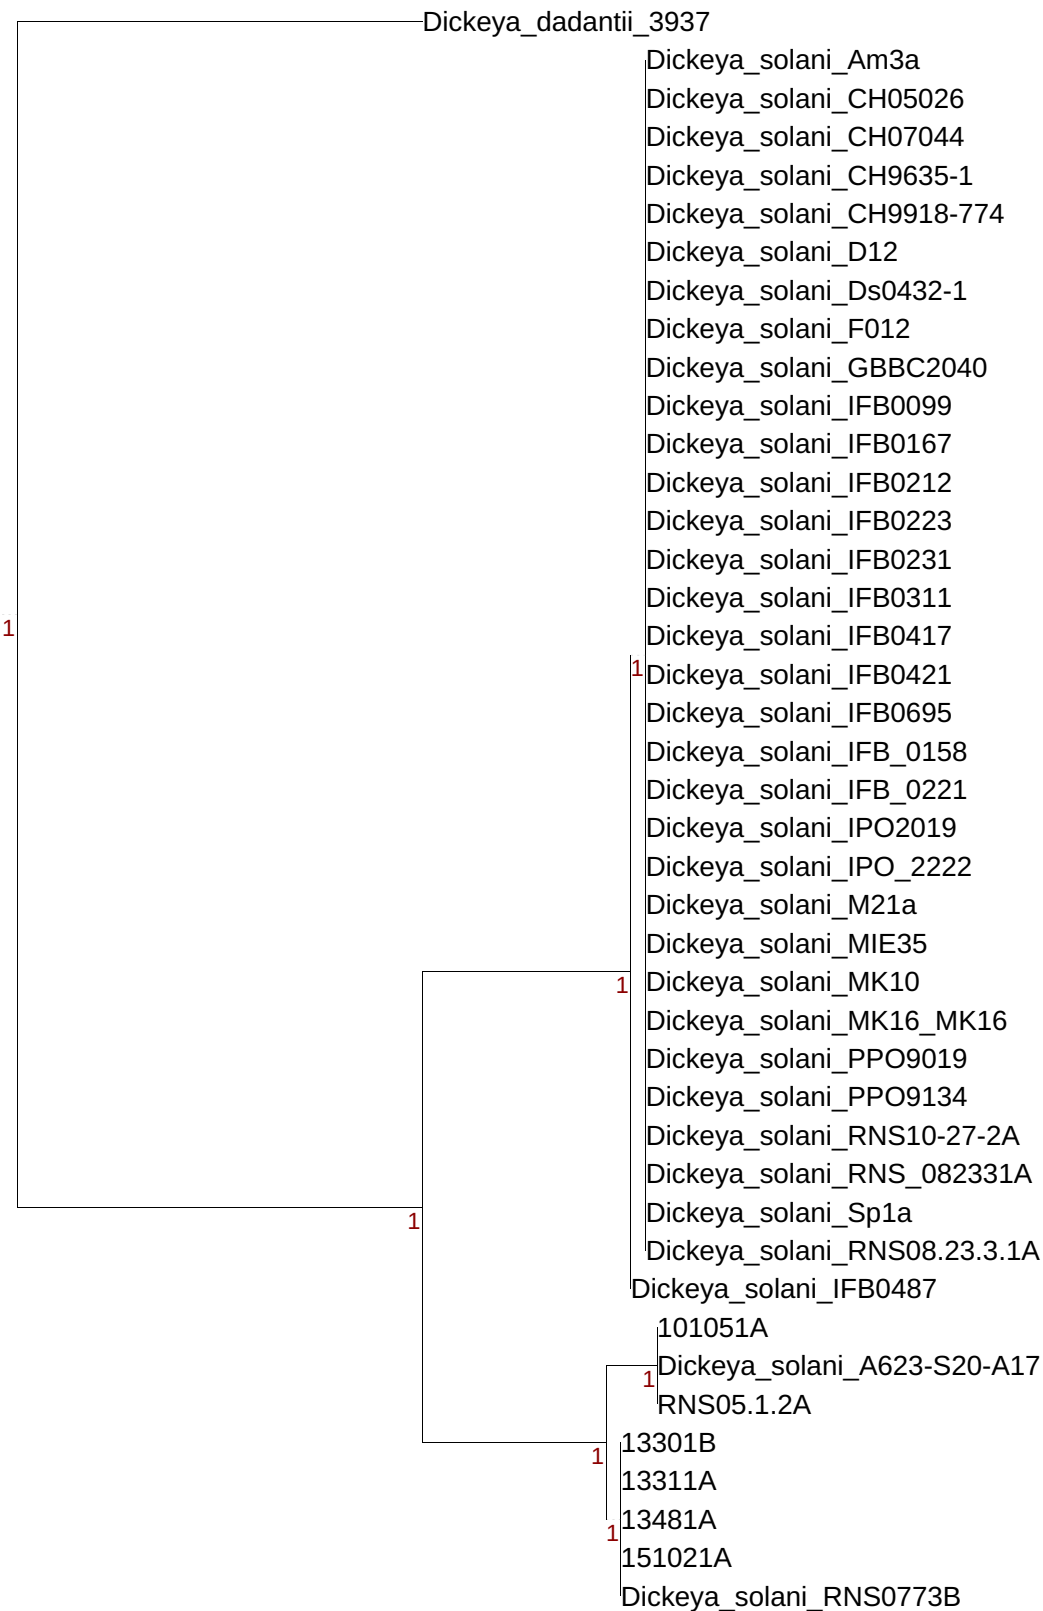 Dickeya_dadantii_3937
Dickeya_solani_Am3a
Dickeya_solani_CH05026
Dickeya_solani_CH07044
Dickeya_solani_CH9635-1
Dickeya_solani_CH9918-774
Dickeya_solani_D12
Dickeya_solani_Ds0432-1
Dickeya_solani_F012
Dickeya_solani_GBBC2040
Dickeya_solani_IFB0099
Dickeya_solani_IFB0167
Dickeya_solani_IFB0212
Dickeya_solani_IFB0223
Dickeya_solani_IFB0231
Dickeya_solani_IFB0311
1
Dickeya_solani_IFB0417
1
Dickeya_solani_IFB0421
Dickeya_solani_IFB0695
Dickeya_solani_IFB_0158
Dickeya_solani_IFB_0221
Dickeya_solani_IPO2019
Dickeya_solani_IPO_2222
Dickeya_solani_M21a
Dickeya_solani_MIE35
1
Dickeya_solani_MK10
Dickeya_solani_MK16_MK16
Dickeya_solani_PPO9019
Dickeya_solani_PPO9134
Dickeya_solani_RNS10-27-2A
Dickeya_solani_RNS_082331A
Dickeya_solani_Sp1a
1
Dickeya_solani_RNS08.23.3.1A
Dickeya_solani_IFB0487
101051A
Dickeya_solani_A623-S20-A17
1
RNS05.1.2A
13301B
1
13311A
13481A
1
151021A
Dickeya_solani_RNS0773B